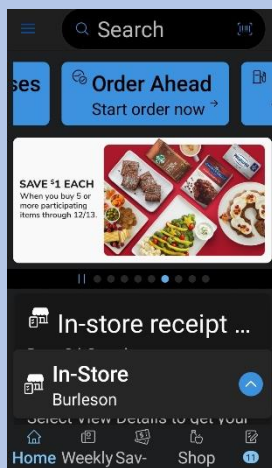 Search
ses
Order Ahead
Start order now
SAVE $1 EACH
When you buy 5 or
more participating
items through 12/13.
In-store receipt ...
In-Store
Burleson
Select View Details to get your
Home Weekly Sav- Shop 11